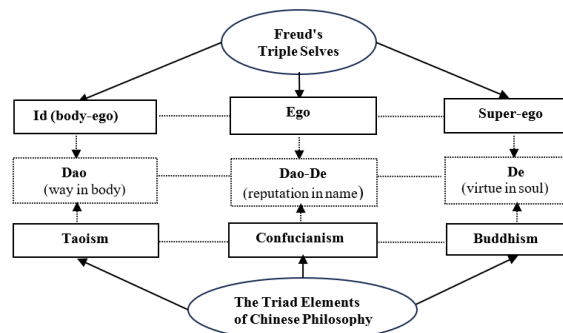 Freud's
Triple Selves
Id (body-ego)
Ego
Super-ego
Dao
(way in body)
Dao-De
(reputation in name)
De
(virtue in soul)
Taoism
Confucianism
Buddhism
The Triad Elements
of Chinese Philosophy